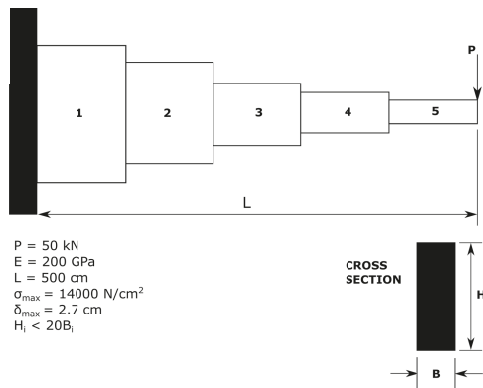 1 2 3 4 5
P
L
P = 50 kN
E = 200 GPa
L = 500 cm
σmax = 14000 N/cm²
δmax = 2.7 cm
Hi < 20Bi
CROSS
SECTION
H
B